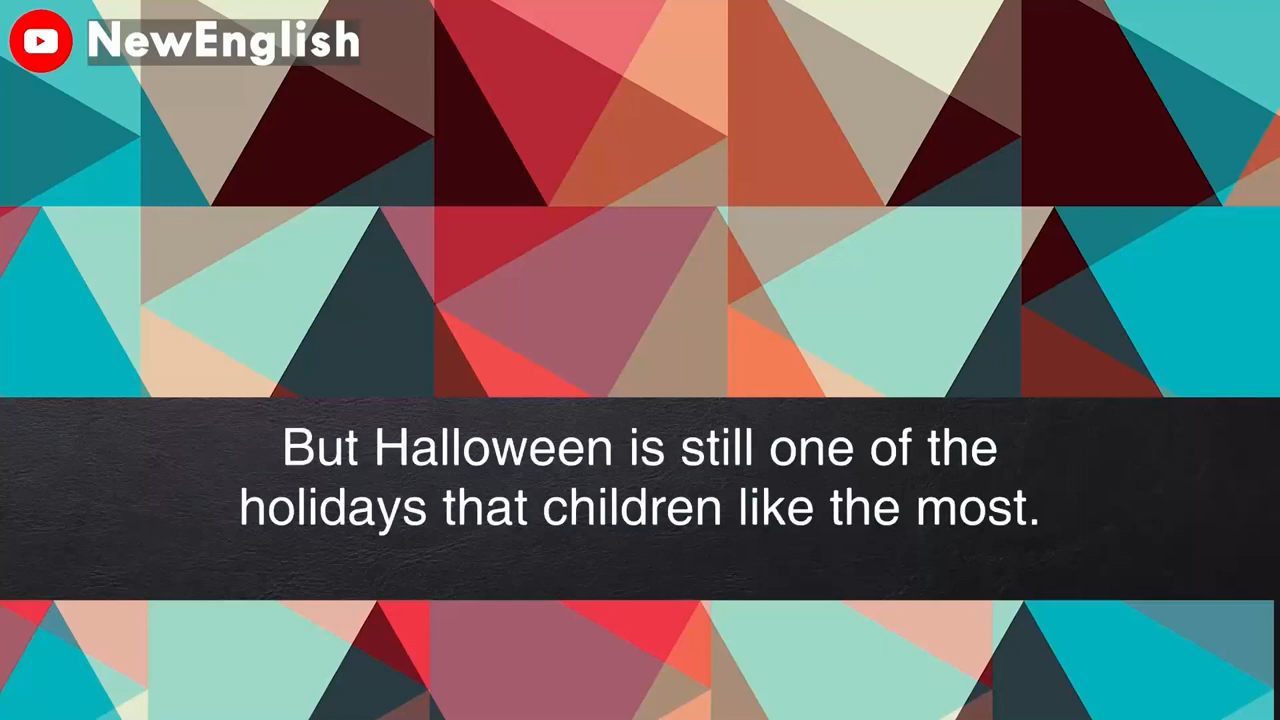 NewEnglish
But Halloween is still one of the
holidays that children like the most.